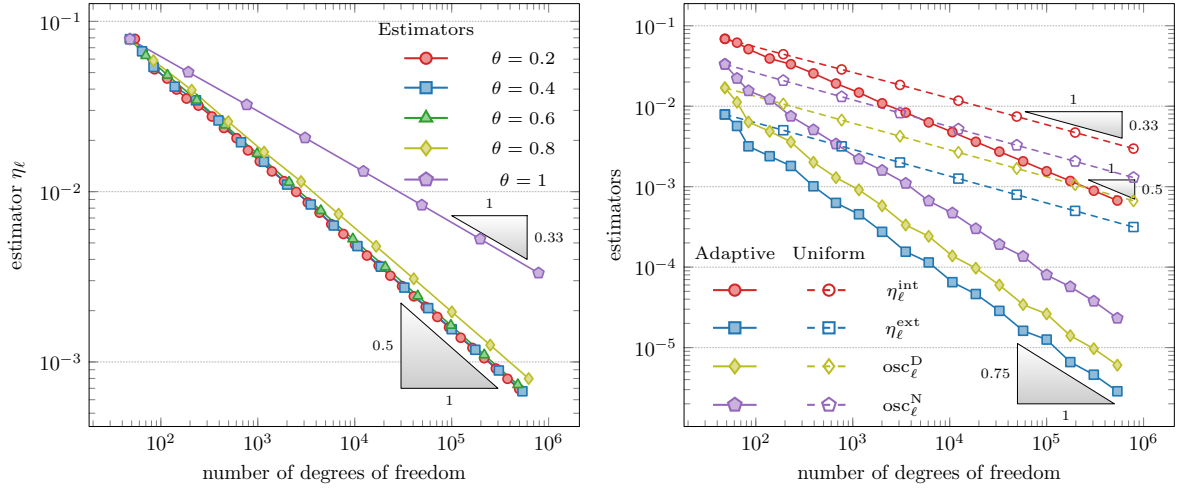 10^{-1}
10^{-2}
10^{-3}
estimator η_ℓ
10^2
10^3
10^4
10^5
10^6
number of degrees of freedom
Estimators
θ = 0.2
θ = 0.4
θ = 0.6
θ = 0.8
θ = 1
1
0.33
0.5
1
10^{-1}
10^{-2}
10^{-3}
10^{-4}
10^{-5}
estimators
10^2
10^3
10^4
10^5
10^6
number of degrees of freedom
1
0.33
1
0.5
0.75
1
Adaptive Uniform
η_ℓ^{int}
η_ℓ^{ext}
osc_ℓ^D
osc_ℓ^N